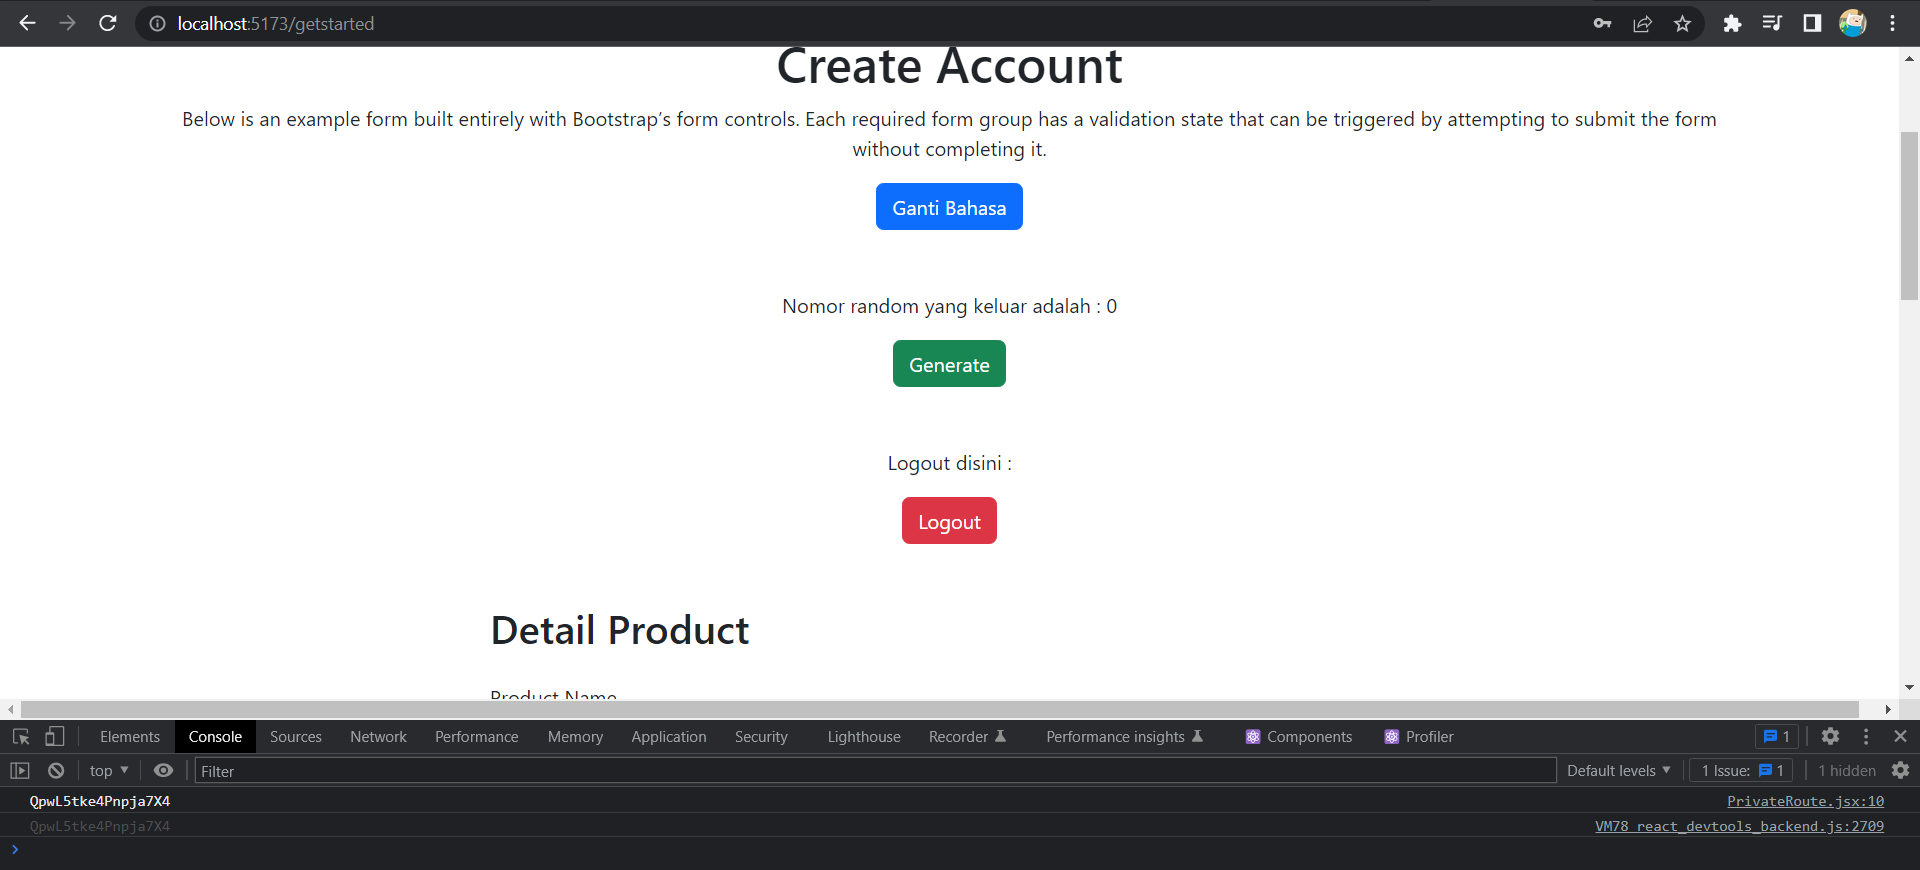 localhost:5173/getstarted
Create Account
Below is an example form built entirely with Bootstrap’s form controls. Each required form group has a validation state that can be triggered by attempting to submit the form
without completing it.
Ganti Bahasa
Nomor random yang keluar adalah : 0
Generate
Logout disini :
Logout
Detail Product
Product Name
Elements Console Sources Network Performance Memory Application Security Lighthouse Recorder Performance insights Components Profiler 1
top Filter Default levels 1 Issue: 1 1 hidden
QpwL5tke4Pnpja7X4 PrivateRoute.jsx:10
QpwL5tke4Pnpja7X4 VM78 react_devtools_backend.js:2709